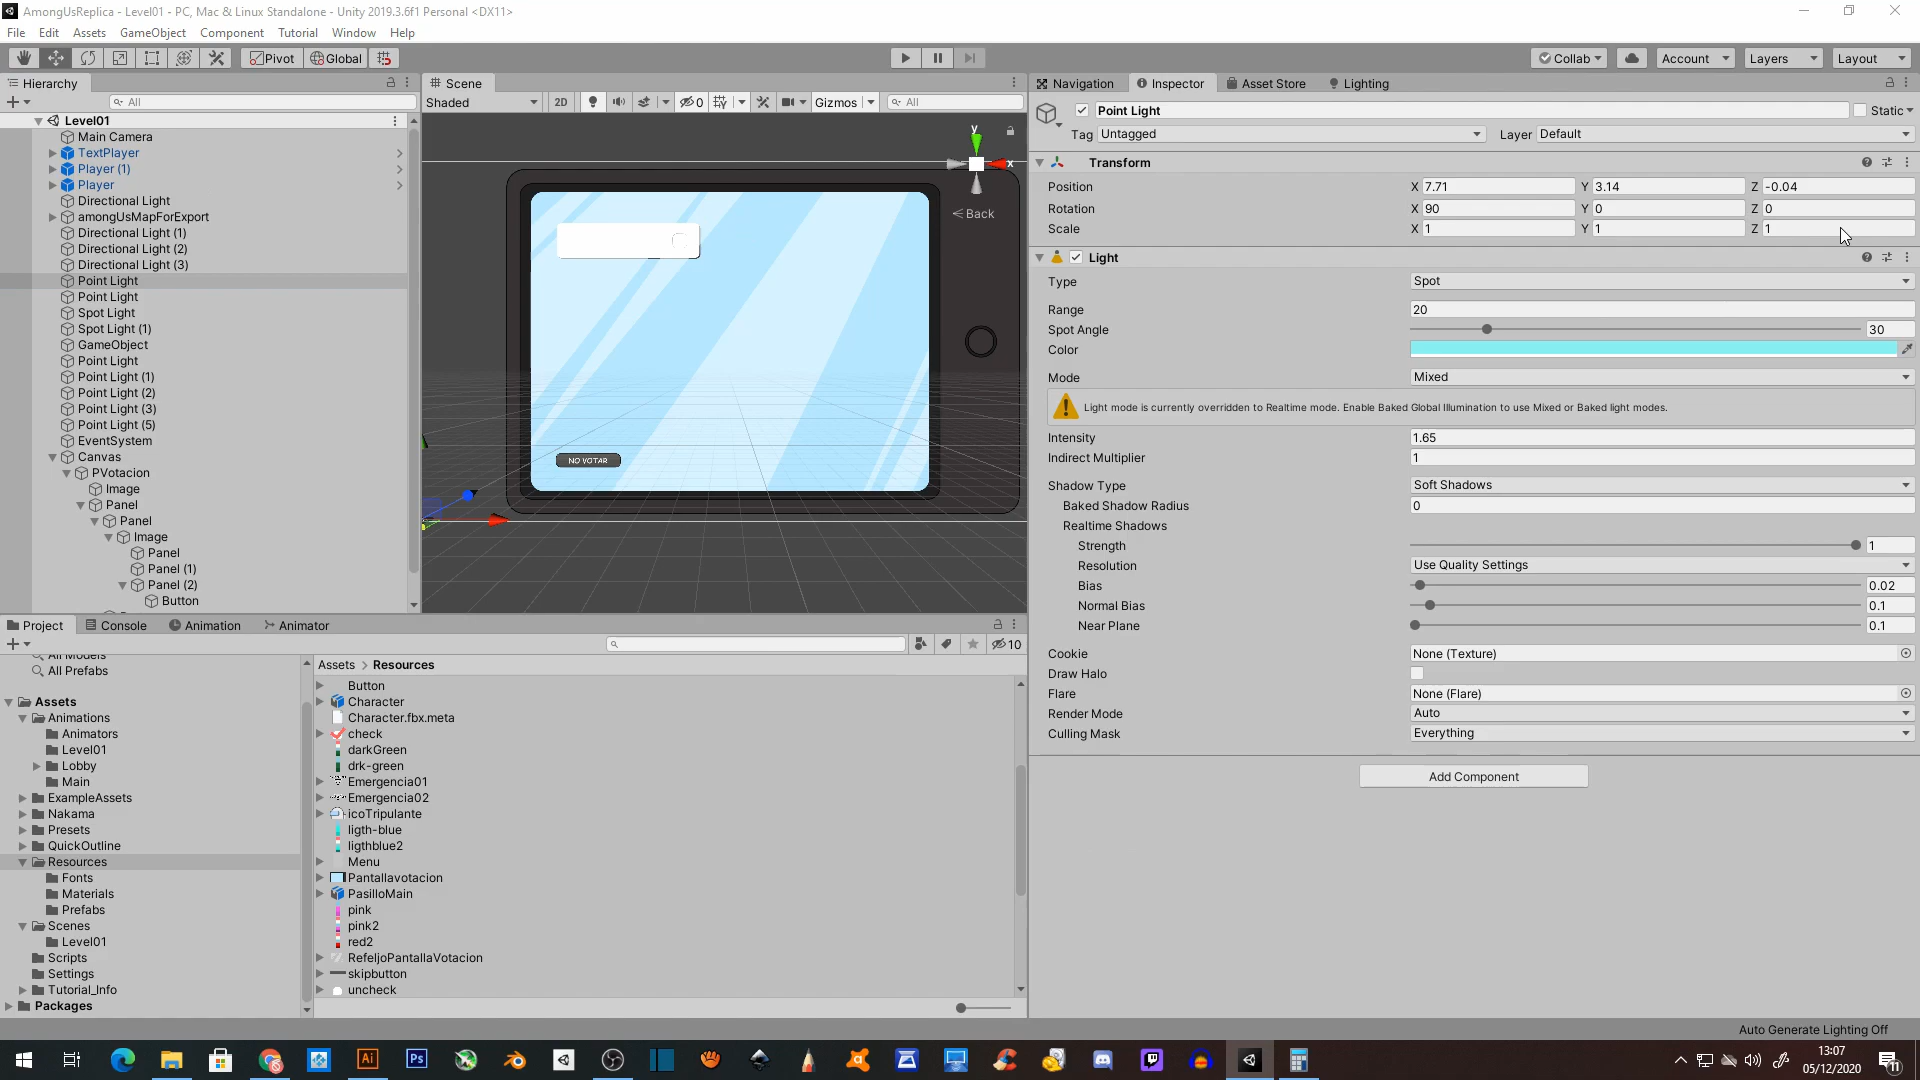 AmongUsReplica - Level01 - PC, Mac & Linux Standalone - Unity 2019.3.6f1 Personal <DX11>
File Edit Assets GameObject Component Tutorial Window Help
Pivot Global Collab Account Layers Layout
Hierarchy
All
Level01
Main Camera
TextPlayer
Player (1)
Player
Directional Light
amongUsMapForExport
Directional Light (1)
Directional Light (2)
Directional Light (3)
Point Light
Point Light
Spot Light
Spot Light (1)
GameObject
Point Light
Point Light (1)
Point Light (2)
Point Light (3)
Point Light (5)
EventSystem
Canvas
PVotacion
Image
Panel
Panel
Image
Panel
Panel (1)
Panel (2)
Button
Scene
Shaded 2D 0 Gizmos All
y
x
Back
NO VOTAR
Navigation Inspector Asset Store Lighting
Point Light Static
Tag Untagged Layer Default
Transform
Position X 7.71 Y 3.14 Z -0.04
Rotation X 90 Y 0 Z 0
Scale X 1 Y 1 Z 1
Light
Type Spot
Range 20
Spot Angle 30
Color
Mode Mixed
Light mode is currently overridden to Realtime mode. Enable Baked Global Illumination to use Mixed or Baked light modes.
Intensity 1.65
Indirect Multiplier 1
Shadow Type Soft Shadows
Baked Shadow Radius 0
Realtime Shadows
Strength 1
Resolution Use Quality Settings
Bias 0.02
Normal Bias 0.1
Near Plane 0.1
Cookie None (Texture)
Draw Halo
Flare None (Flare)
Render Mode Auto
Culling Mask Everything
Add Component
Project Console Animation Animator
10
All Models
All Prefabs
Assets
Animations
Animators
Level01
Lobby
Main
ExampleAssets
Nakama
Presets
QuickOutline
Resources
Fonts
Materials
Prefabs
Scenes
Level01
Scripts
Settings
Tutorial_Info
Packages
Assets > Resources
Button
Character
Character.fbx.meta
check
darkGreen
drk-green
Emergencia01
Emergencia02
icoTripulante
ligth-blue
ligthblue2
Menu
Pantallavotacion
PasilloMain
pink
pink2
red2
RefeljoPantallaVotacion
skipbutton
uncheck
Auto Generate Lighting Off
Ai
Ps
13:07
05/12/2020
11